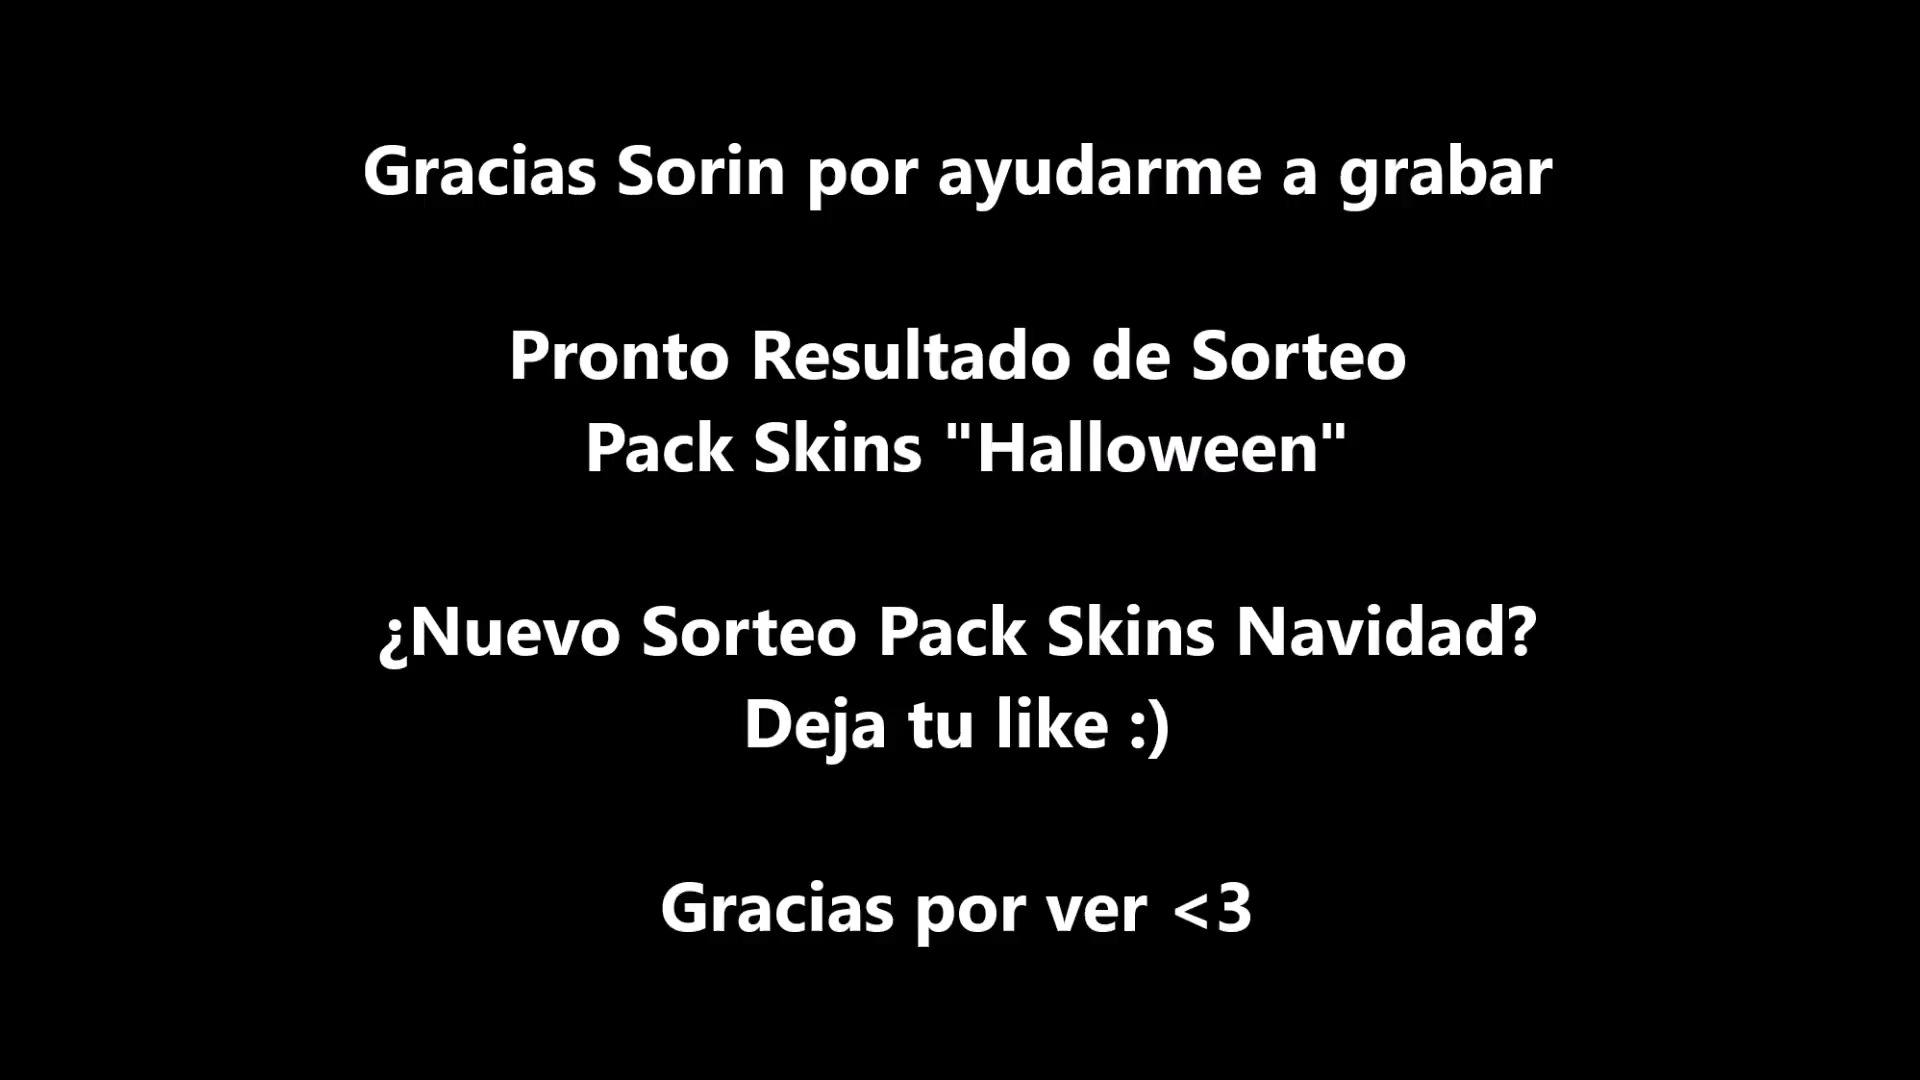 Gracias Sorin por ayudarme a grabar
Pronto Resultado de Sorteo
Pack Skins "Halloween"
¿Nuevo Sorteo Pack Skins Navidad?
Deja tu like :)
Gracias por ver <3